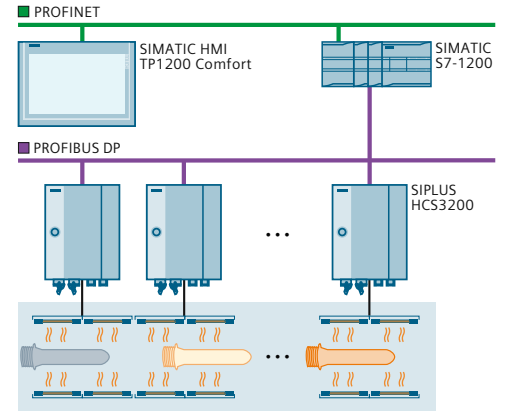 PROFINET
SIMATIC HMI
TP1200 Comfort
SIMATIC
S7-1200
PROFIBUS DP
SIPLUS
HCS3200
...
...